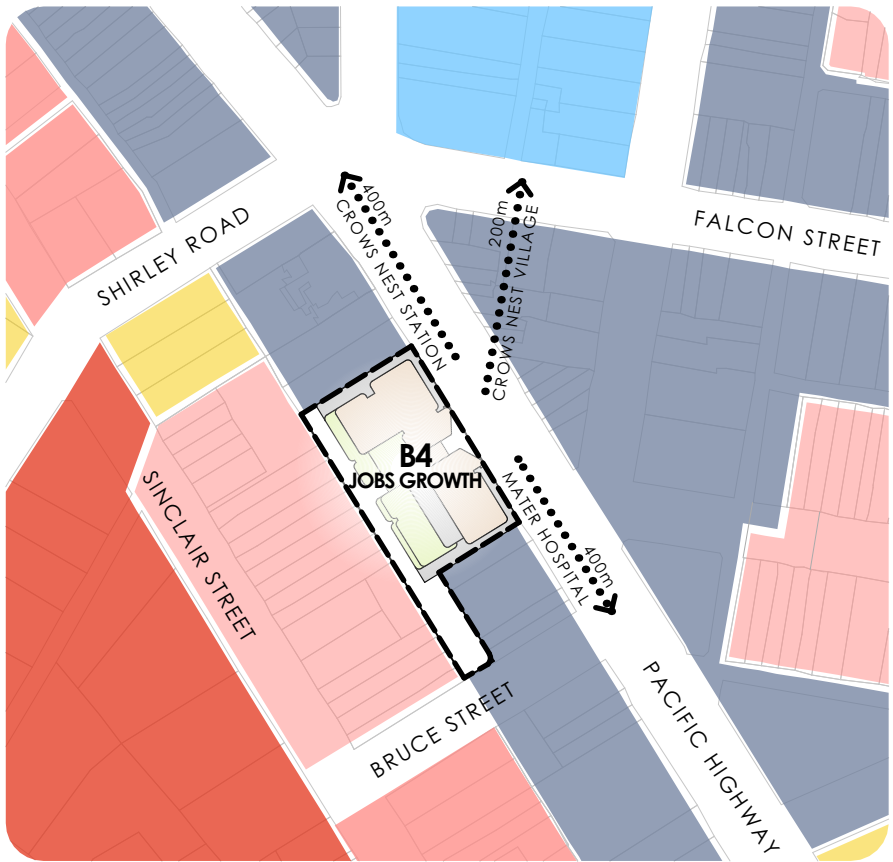 400m
CROWS NEST STATION
200m
CROWS NEST VILLAGE
FALCON STREET
SHIRLEY ROAD
B4
JOBS GROWTH
SINCLAIR STREET
MATER HOSPITAL
400m
BRUCE STREET
PACIFIC HIGHWAY